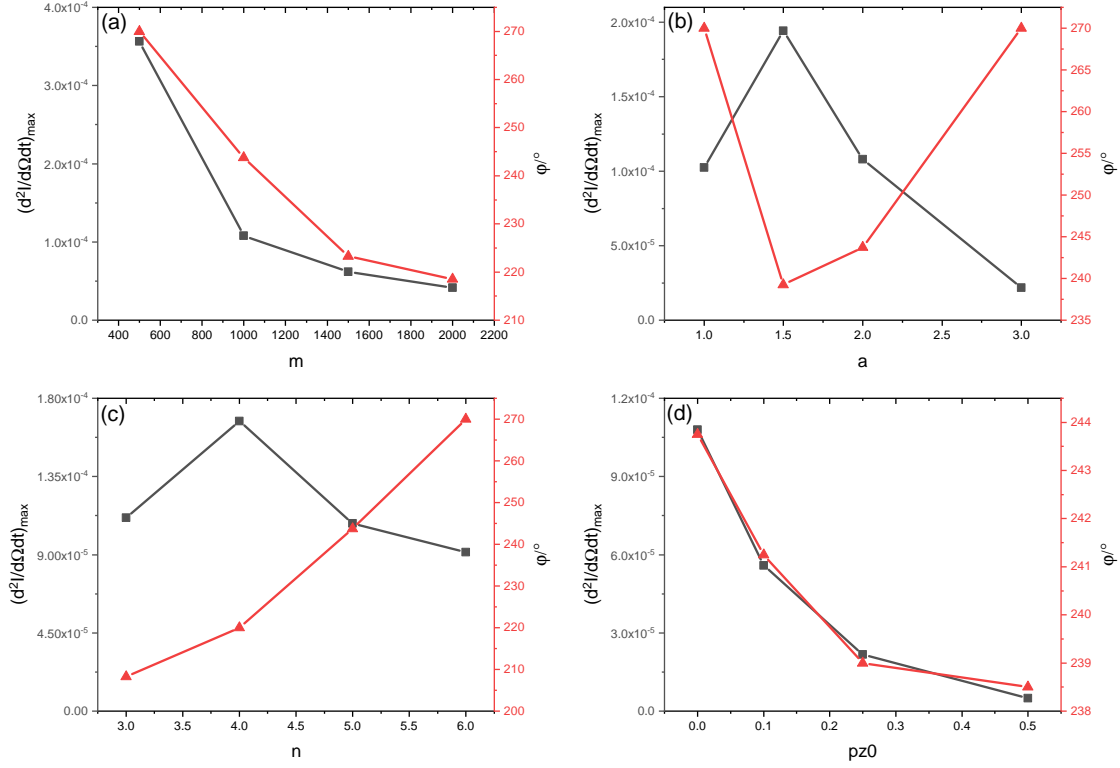 (a)
4.0x10⁻⁴
3.0x10⁻⁴
2.0x10⁻⁴
1.0x10⁻⁴
0.0
(d²I/dΩdt)max
400 600 800 1000 1200 1400 1600 1800 2000 2200
m
270
260
250
240
230
220
210
φ/°
(b)
2.0x10⁻⁴
1.5x10⁻⁴
1.0x10⁻⁴
5.0x10⁻⁵
0.0
(d²I/dΩdt)max
1.0 1.5 2.0 2.5 3.0
a
270
265
260
255
250
245
240
235
φ/°
(c)
1.80x10⁻⁴
1.35x10⁻⁴
9.00x10⁻⁵
4.50x10⁻⁵
0.00
(d²I/dΩdt)max
3.0 3.5 4.0 4.5 5.0 5.5 6.0
n
270
260
250
240
230
220
210
200
φ/°
(d)
1.2x10⁻⁴
9.0x10⁻⁵
6.0x10⁻⁵
3.0x10⁻⁵
0.0
(d²I/dΩdt)max
0.0 0.1 0.2 0.3 0.4 0.5
pz0
244
243
242
241
240
239
238
φ/°